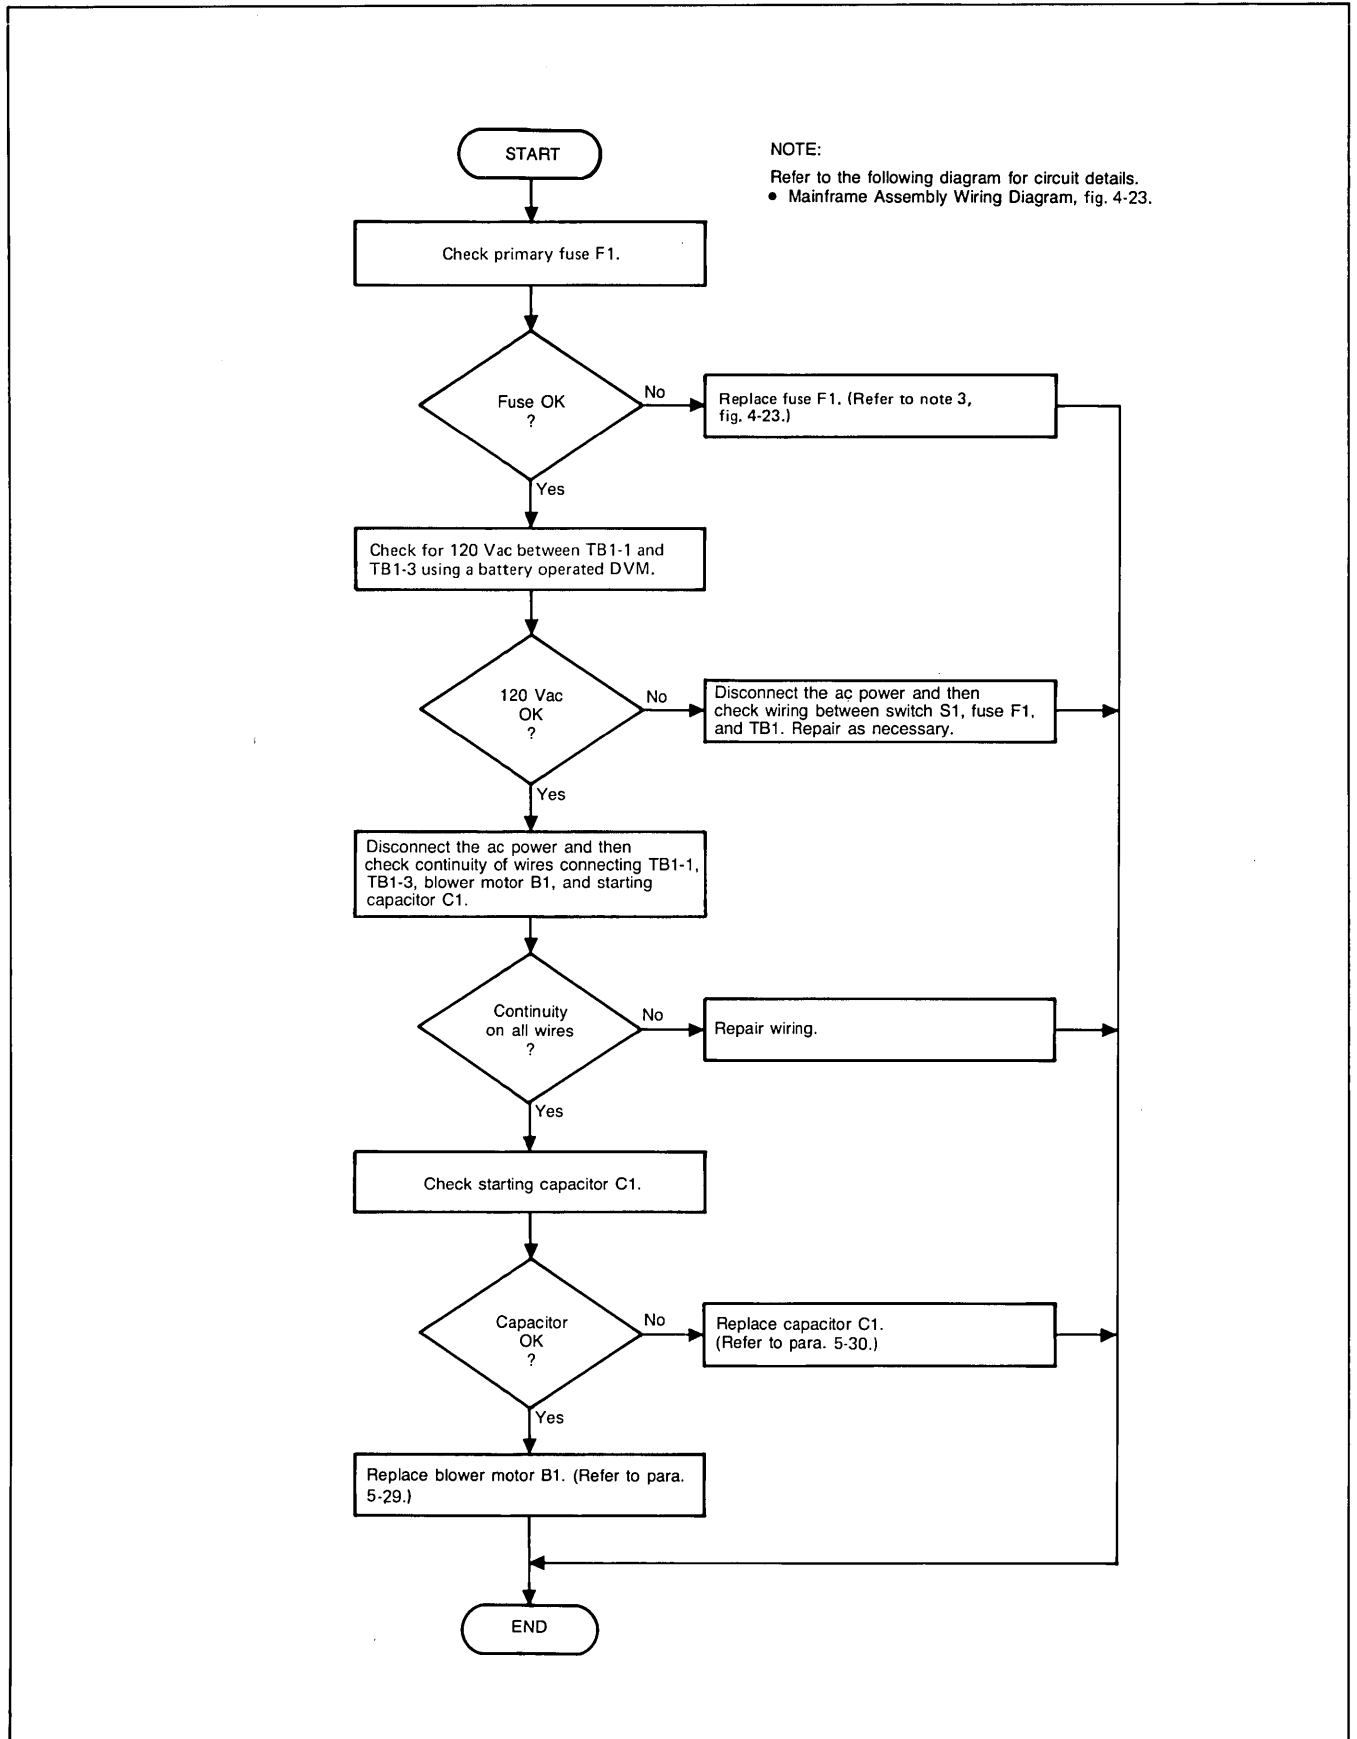 START
NOTE:
Refer to the following diagram for circuit details.
• Mainframe Assembly Wiring Diagram, fig. 4-23.
Check primary fuse F1.
Fuse OK
?
No
Replace fuse F1. (Refer to note 3,
fig. 4-23.)
Yes
Check for 120 Vac between TB1-1 and
TB1-3 using a battery operated DVM.
120 Vac
OK
?
No
Disconnect the ac power and then
check wiring between switch S1, fuse F1,
and TB1. Repair as necessary.
Yes
Disconnect the ac power and then
check continuity of wires connecting TB1-1,
TB1-3, blower motor B1, and starting
capacitor C1.
Continuity
on all wires
?
No
Repair wiring.
Yes
Check starting capacitor C1.
Capacitor
OK
?
No
Replace capacitor C1.
(Refer to para. 5-30.)
Yes
Replace blower motor B1. (Refer to para.
5-29.)
END